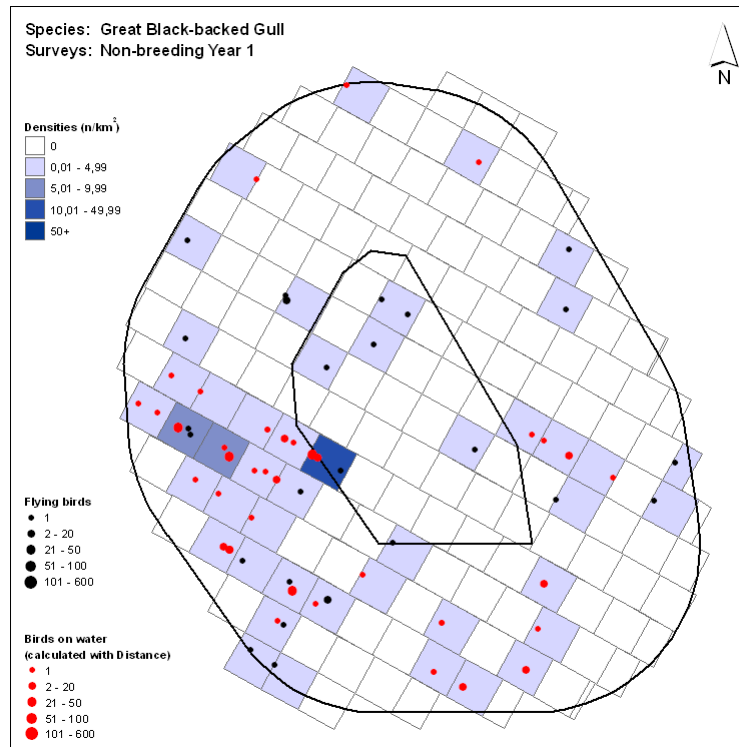 Species: Great Black-backed Gull
Surveys: Non-breeding Year 1
N
Densities (n/km²)
0
0,01 - 4,99
5,01 - 9,99
10,01 - 49,99
50+
Flying birds
1
2 - 20
21 - 50
51 - 100
101 - 600
Birds on water
(calculated with Distance)
1
2 - 20
21 - 50
51 - 100
101 - 600